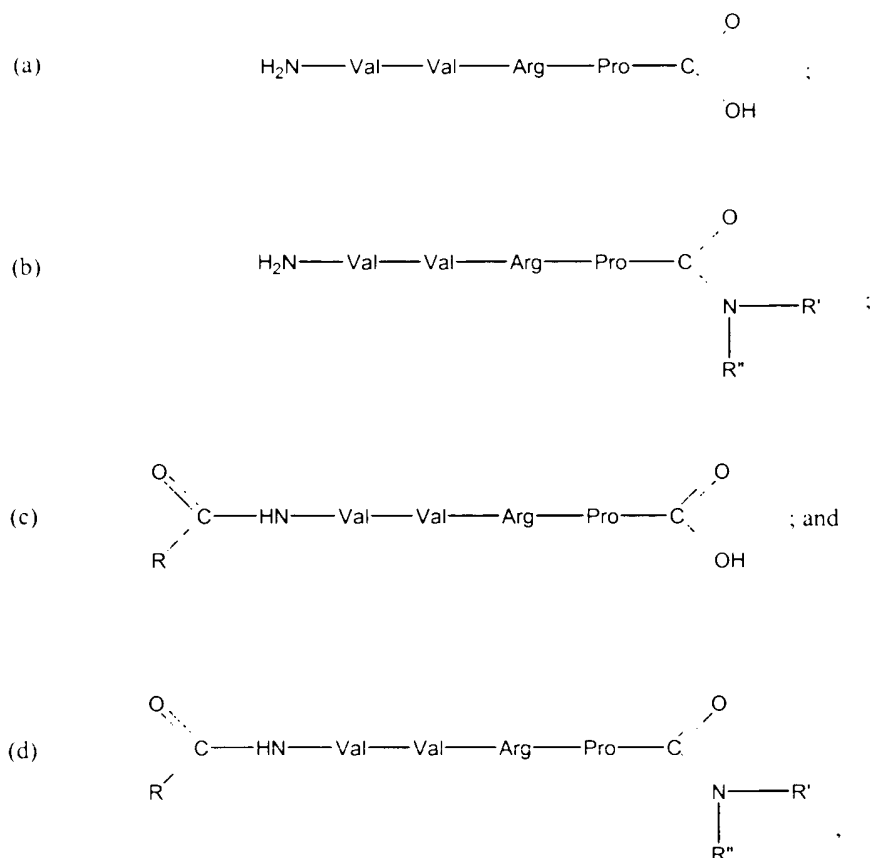 O
(a) H₂N—Val—Val—Arg—Pro—C ;
OH
O
(b) H₂N—Val—Val—Arg—Pro—C
N—R' ;
R"
O O
(c) C—HN—Val—Val—Arg—Pro—C ; and
R OH
O O
(d) C—HN—Val—Val—Arg—Pro—C
R N—R'
R" ,